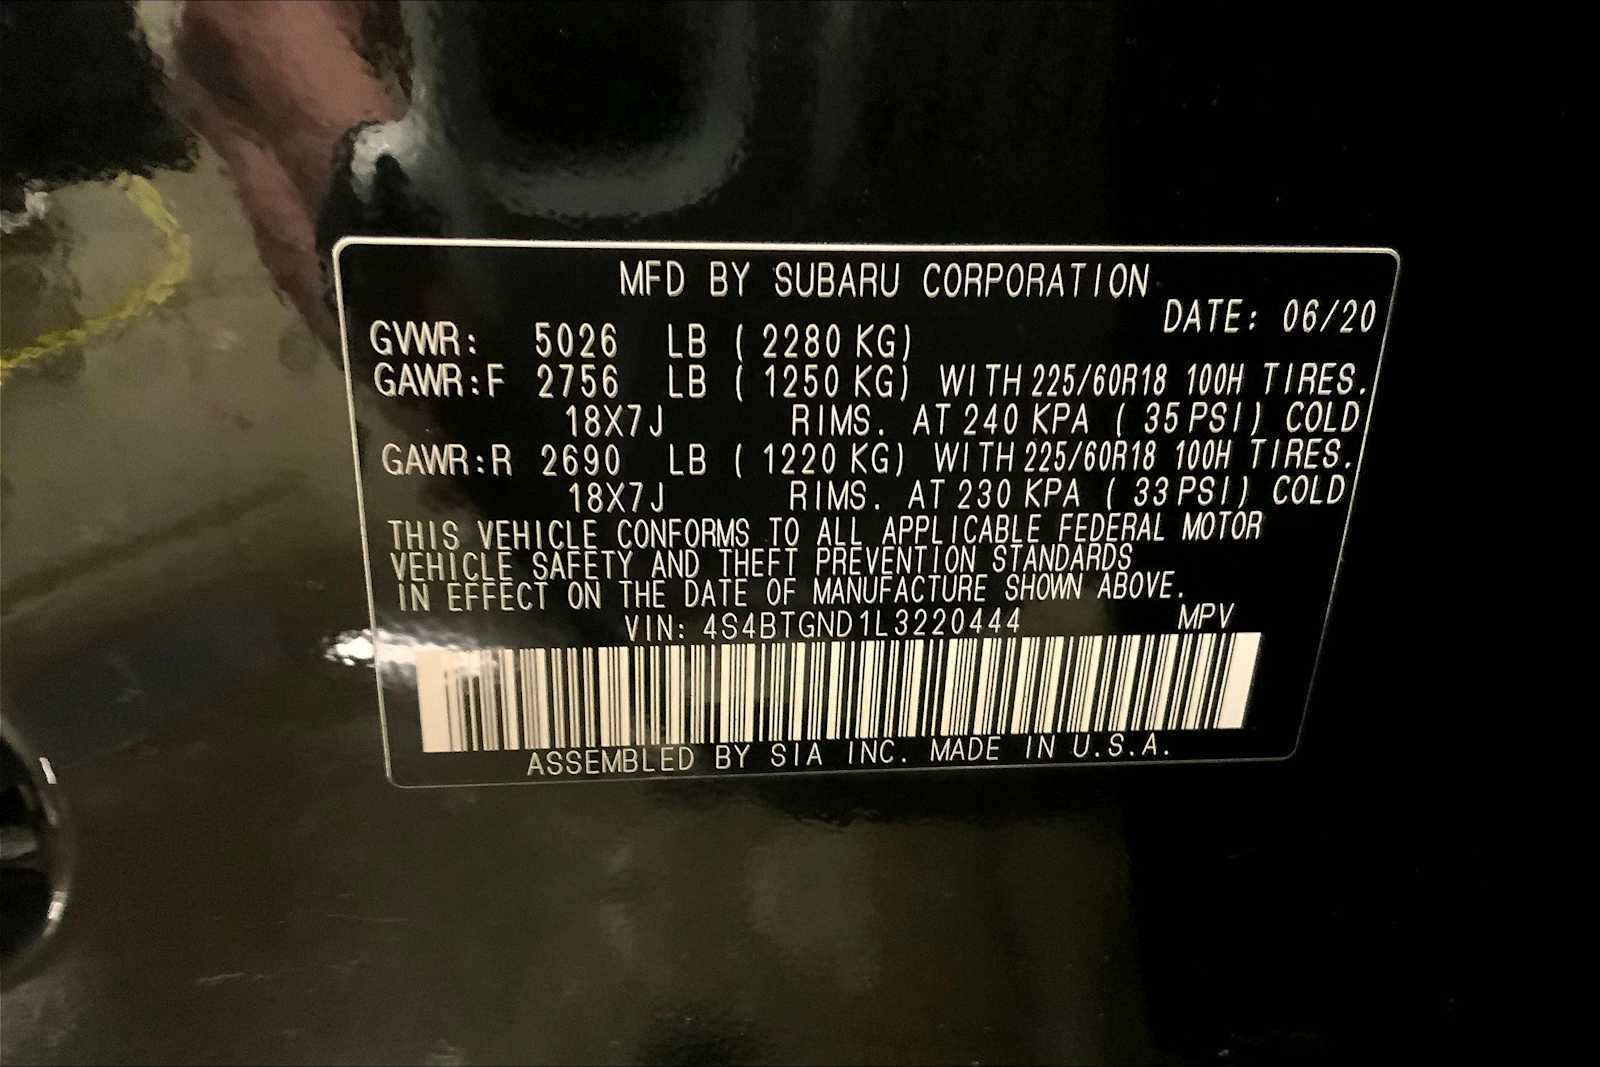 MFD BY SUBARU CORPORATION
DATE: 06/20
GVWR: 5026 LB ( 2280 KG)
GAWR:F 2756 LB ( 1250 KG) WITH 225/60R18 100H TIRES.
18X7J RIMS. AT 240 KPA ( 35 PSI) COLD
GAWR:R 2690 LB ( 1220 KG) WITH 225/60R18 100H TIRES.
18X7J RIMS. AT 230 KPA ( 33 PSI) COLD
THIS VEHICLE CONFORMS TO ALL APPLICABLE FEDERAL MOTOR
VEHICLE SAFETY AND THEFT PREVENTION STANDARDS
IN EFFECT ON THE DATE OF MANUFACTURE SHOWN ABOVE.
VIN: 4S4BTGND1L3220444 MPV
ASSEMBLED BY SIA INC. MADE IN U.S.A.